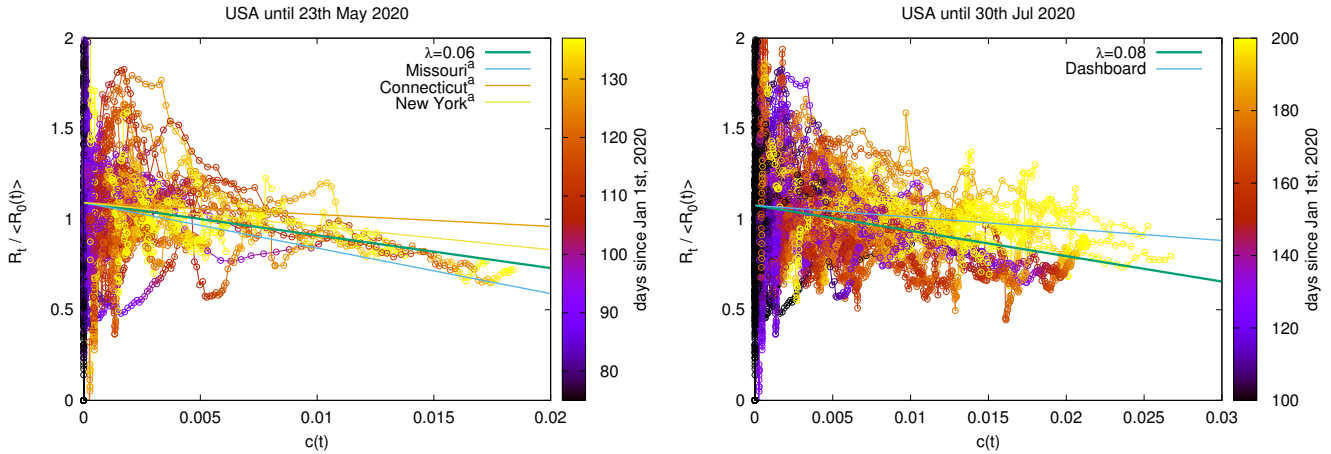 USA until 23th May 2020
2
1.5
1
0.5
0
R_t / <R_0(t)>
0
0.005
0.01
0.015
0.02
c(t)
λ=0.06
Missouri^a
Connecticut^a
New York^a
130
120
110
100
90
80
days since Jan 1st, 2020
USA until 30th Jul 2020
2
1.5
1
0.5
0
R_t / <R_0(t)>
0
0.005
0.01
0.015
0.02
0.025
0.03
c(t)
λ=0.08
Dashboard
200
180
160
140
120
100
days since Jan 1st, 2020